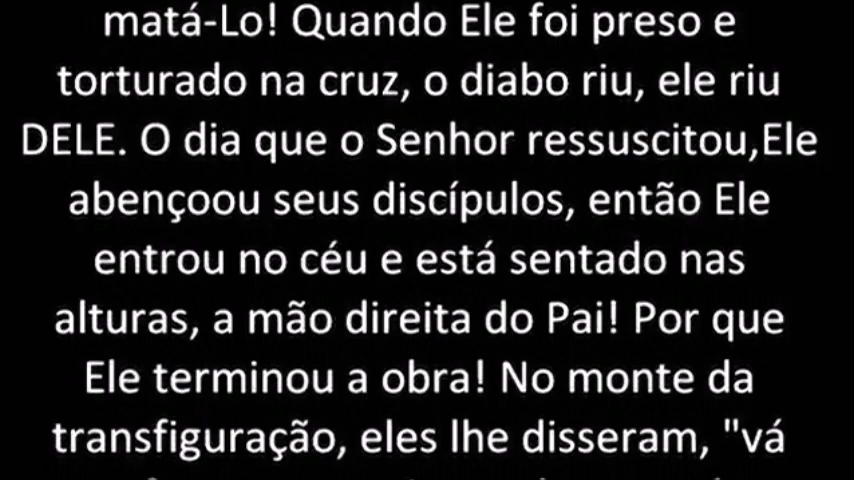 matá-Lo! Quando Ele foi preso e
torturado na cruz, o diabo riu, ele riu
DELE. O dia que o Senhor ressuscitou,Ele
abençoou seus discípulos, então Ele
entrou no céu e está sentado nas
alturas, a mão direita do Pai! Por que
Ele terminou a obra! No monte da
transfiguração, eles lhe disseram, "vá